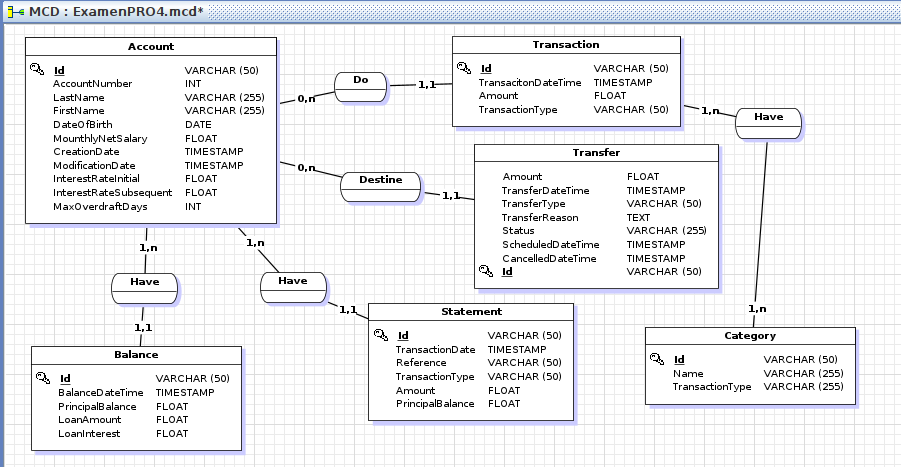 MCD : ExamenPRO4.mcd*
Account
Id VARCHAR (50)
AccountNumber INT
LastName VARCHAR (255)
FirstName VARCHAR (255)
DateOfBirth DATE
MounthlyNetSalary FLOAT
CreationDate TIMESTAMP
ModificationDate TIMESTAMP
InterestRateInitial FLOAT
InterestRateSubsequent FLOAT
MaxOverdraftDays INT
0,n
Do
1,1
Transaction
Id VARCHAR (50)
TransacitonDateTime TIMESTAMP
Amount FLOAT
TransactionType VARCHAR (50)
1,n
Have
0,n
Destine
1,1
Transfer
Amount FLOAT
TransferDateTime TIMESTAMP
TransferType VARCHAR (50)
TransferReason TEXT
Status VARCHAR (255)
ScheduledDateTime TIMESTAMP
CancelledDateTime TIMESTAMP
Id VARCHAR (50)
1,n
Have
1,1
1,n
Have
1,1
Statement
Id VARCHAR (50)
TransactionDate TIMESTAMP
Reference VARCHAR (50)
TransactionType VARCHAR (50)
Amount FLOAT
PrincipalBalance FLOAT
1,n
Category
Id VARCHAR (50)
Name VARCHAR (255)
TransactionType VARCHAR (255)
Balance
Id VARCHAR (50)
BalanceDateTime TIMESTAMP
PrincipalBalance FLOAT
LoanAmount FLOAT
LoanInterest FLOAT